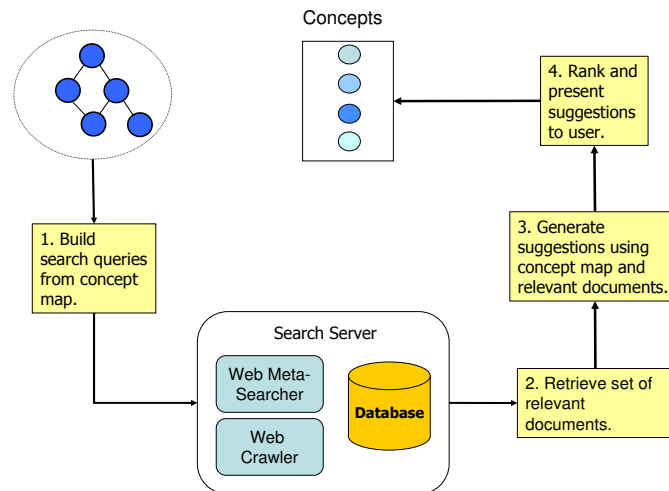 Concepts
4. Rank and
present
suggestions
to user.
1. Build
search queries
from concept
map.
3. Generate
suggestions using
concept map and
relevant documents.
Search Server
Web Meta-
Searcher
Database
Web
Crawler
2. Retrieve set of
relevant
documents.